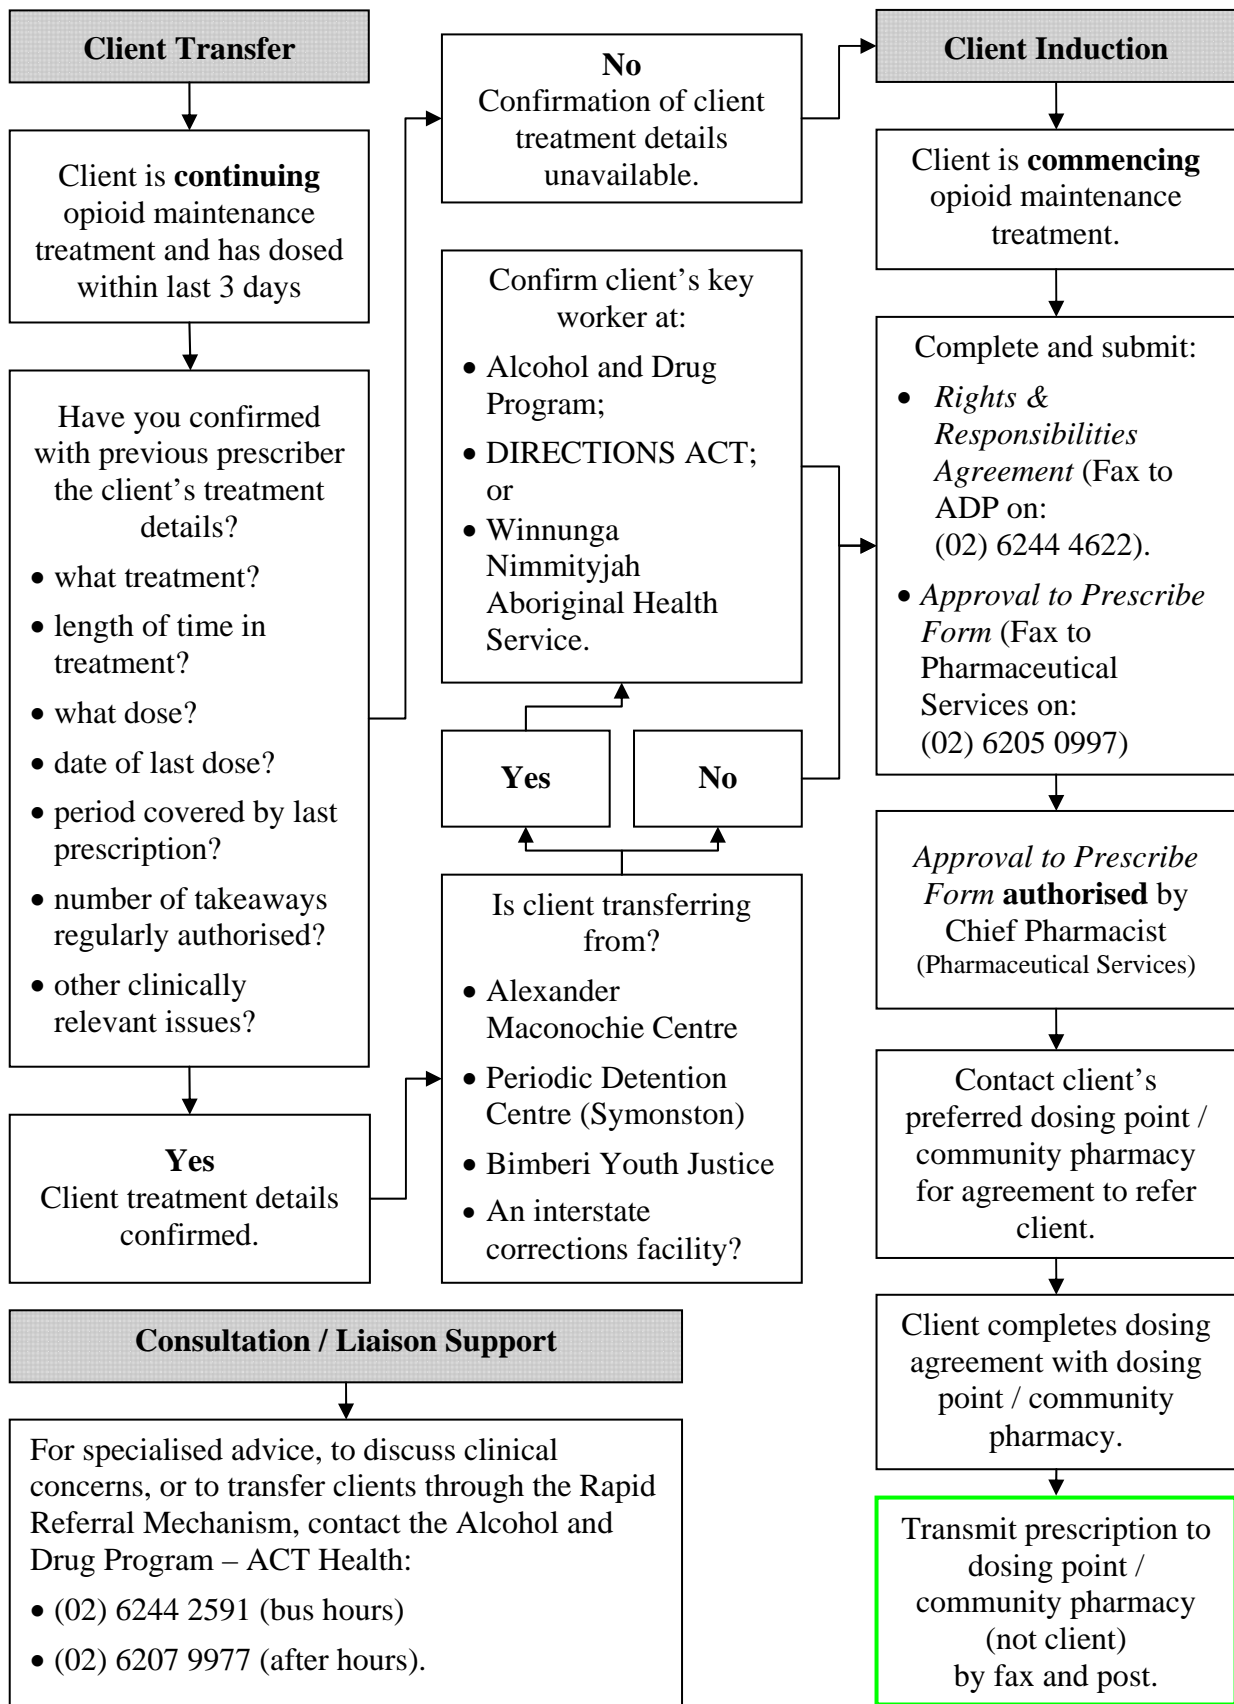 Client Transfer
Client is continuing
opioid maintenance
treatment and has dosed
within last 3 days
Have you confirmed
with previous prescriber
the client’s treatment
details?
• what treatment?
• length of time in
treatment?
• what dose?
• date of last dose?
• period covered by last
prescription?
• number of takeaways
regularly authorised?
• other clinically
relevant issues?
Yes
Client treatment details
confirmed.
No
Confirmation of client
treatment details
unavailable.
Confirm client’s key
worker at:
• Alcohol and Drug
Program;
• DIRECTIONS ACT;
or
• Winnunga
Nimmityjah
Aboriginal Health
Service.
Yes
No
Is client transferring
from?
• Alexander
Maconochie Centre
• Periodic Detention
Centre (Symonston)
• Bimberi Youth Justice
• An interstate
corrections facility?
Client Induction
Client is commencing
opioid maintenance
treatment.
Complete and submit:
• Rights &
Responsibilities
Agreement (Fax to
ADP on:
(02) 6244 4622).
• Approval to Prescribe
Form (Fax to
Pharmaceutical
Services on:
(02) 6205 0997)
Approval to Prescribe
Form authorised by
Chief Pharmacist
(Pharmaceutical Services)
Contact client’s
preferred dosing point /
community pharmacy
for agreement to refer
client.
Client completes dosing
agreement with dosing
point / community
pharmacy.
Transmit prescription to
dosing point /
community pharmacy
(not client)
by fax and post.
Consultation / Liaison Support
For specialised advice, to discuss clinical
concerns, or to transfer clients through the Rapid
Referral Mechanism, contact the Alcohol and
Drug Program – ACT Health:
• (02) 6244 2591 (bus hours)
• (02) 6207 9977 (after hours).